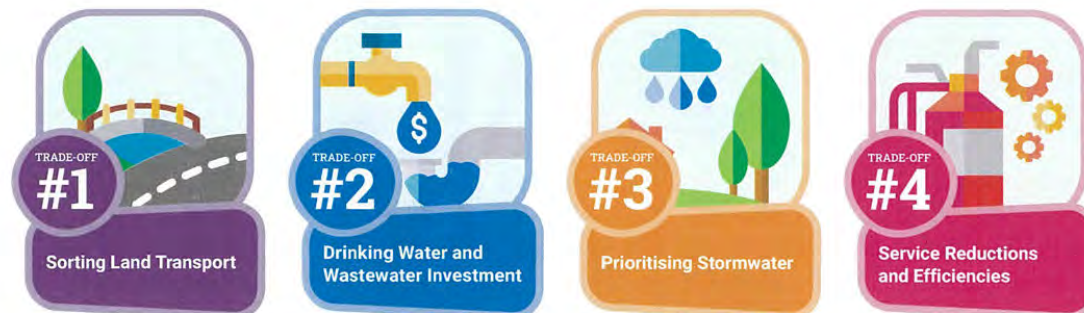 TRADE-OFF
#1
Sorting Land Transport
$
TRADE-OFF
#2
Drinking Water and
Wastewater Investment
TRADE-OFF
#3
Prioritising Stormwater
TRADE-OFF
#4
Service Reductions
and Efficiencies